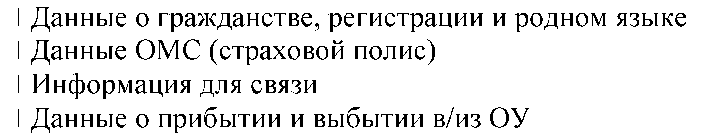 | Данные о гражданстве, регистрации и родном языке
| Данные ОМС (страховой полис)
| Информация для связи
| Данные о прибытии и выбытии в/из ОУ